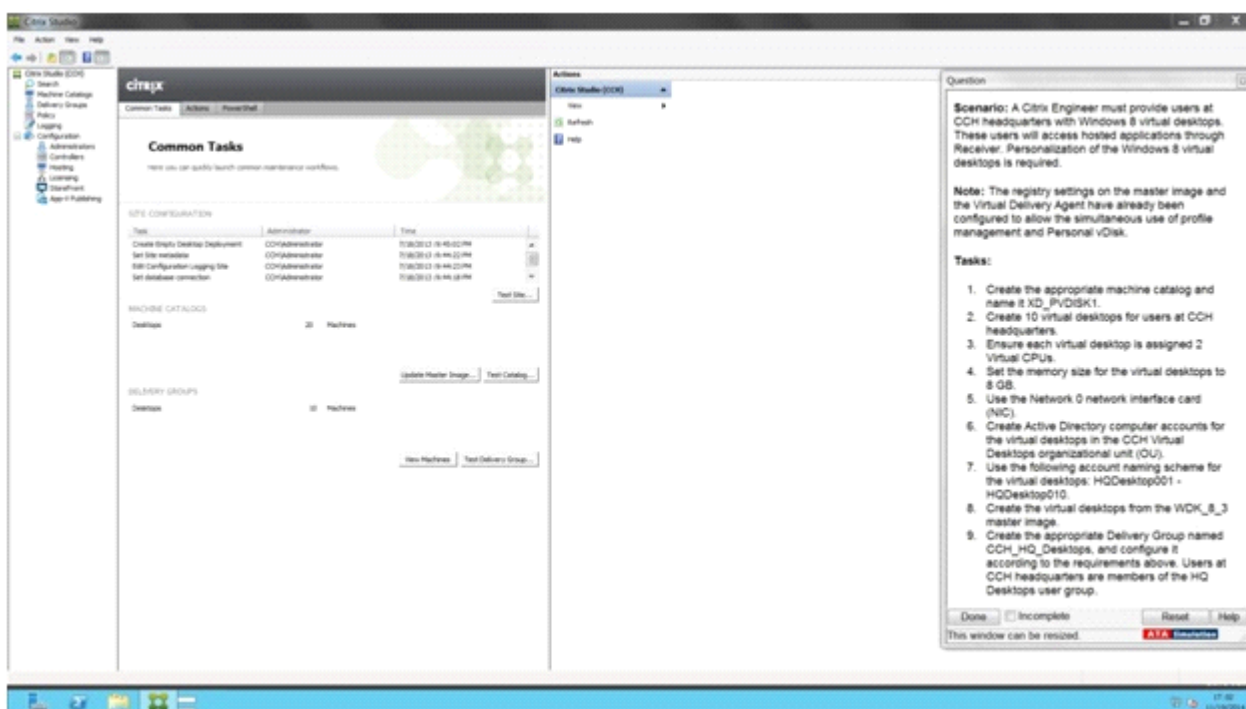 Citrix Studio
File Action View Help
Citrix Studio (CCH)
Search
Machine Catalogs
Delivery Groups
Policy
Logging
Configuration
Administrators
Controllers
Hosting
Licensing
StoreFront
App-V Publishing
CITRIX
Common Tasks Actions PowerShell
Common Tasks
Here you can quickly launch common maintenance workflows.
SITE CONFIGURATION
Task Administrator Time
Create Empty Desktop Deployment CCH\Administrator
Set Site metadata CCH\Administrator
Edit Configuration Logging Site CCH\Administrator
Set database connection CCH\Administrator
Test Site...
MACHINE CATALOGS
Desktops 20 Machines
Update Master Image... Test Catalog...
DELIVERY GROUPS
Desktops 10 Machines
View Machines Test Delivery Group...
Actions
Citrix Studio (CCH)
View
Refresh
Help
Question
Scenario: A Citrix Engineer must provide users at
CCH headquarters with Windows 8 virtual desktops.
These users will access hosted applications through
Receiver. Personalization of the Windows 8 virtual
desktops is required.
Note: The registry settings on the master image and
the Virtual Delivery Agent have already been
configured to allow the simultaneous use of profile
management and Personal vDisk.
Tasks:
1. Create the appropriate machine catalog and
name it XD_PVDISK1.
2. Create 10 virtual desktops for users at CCH
headquarters.
3. Ensure each virtual desktop is assigned 2
Virtual CPUs.
4. Set the memory size for the virtual desktops to
8 GB.
5. Use the Network 0 network interface card
(NIC).
6. Create Active Directory computer accounts for
the virtual desktops in the CCH Virtual
Desktops organizational unit (OU).
7. Use the following account naming scheme for
the virtual desktops: HQDesktop001 -
HQDesktop010.
8. Create the virtual desktops from the WDK_8_3
master image.
9. Create the appropriate Delivery Group named
CCH_HQ_Desktops, and configure it
according to the requirements above. Users at
CCH headquarters are members of the HQ
Desktops user group.
Done Incomplete Reset Help
This window can be resized. ATA Simulation